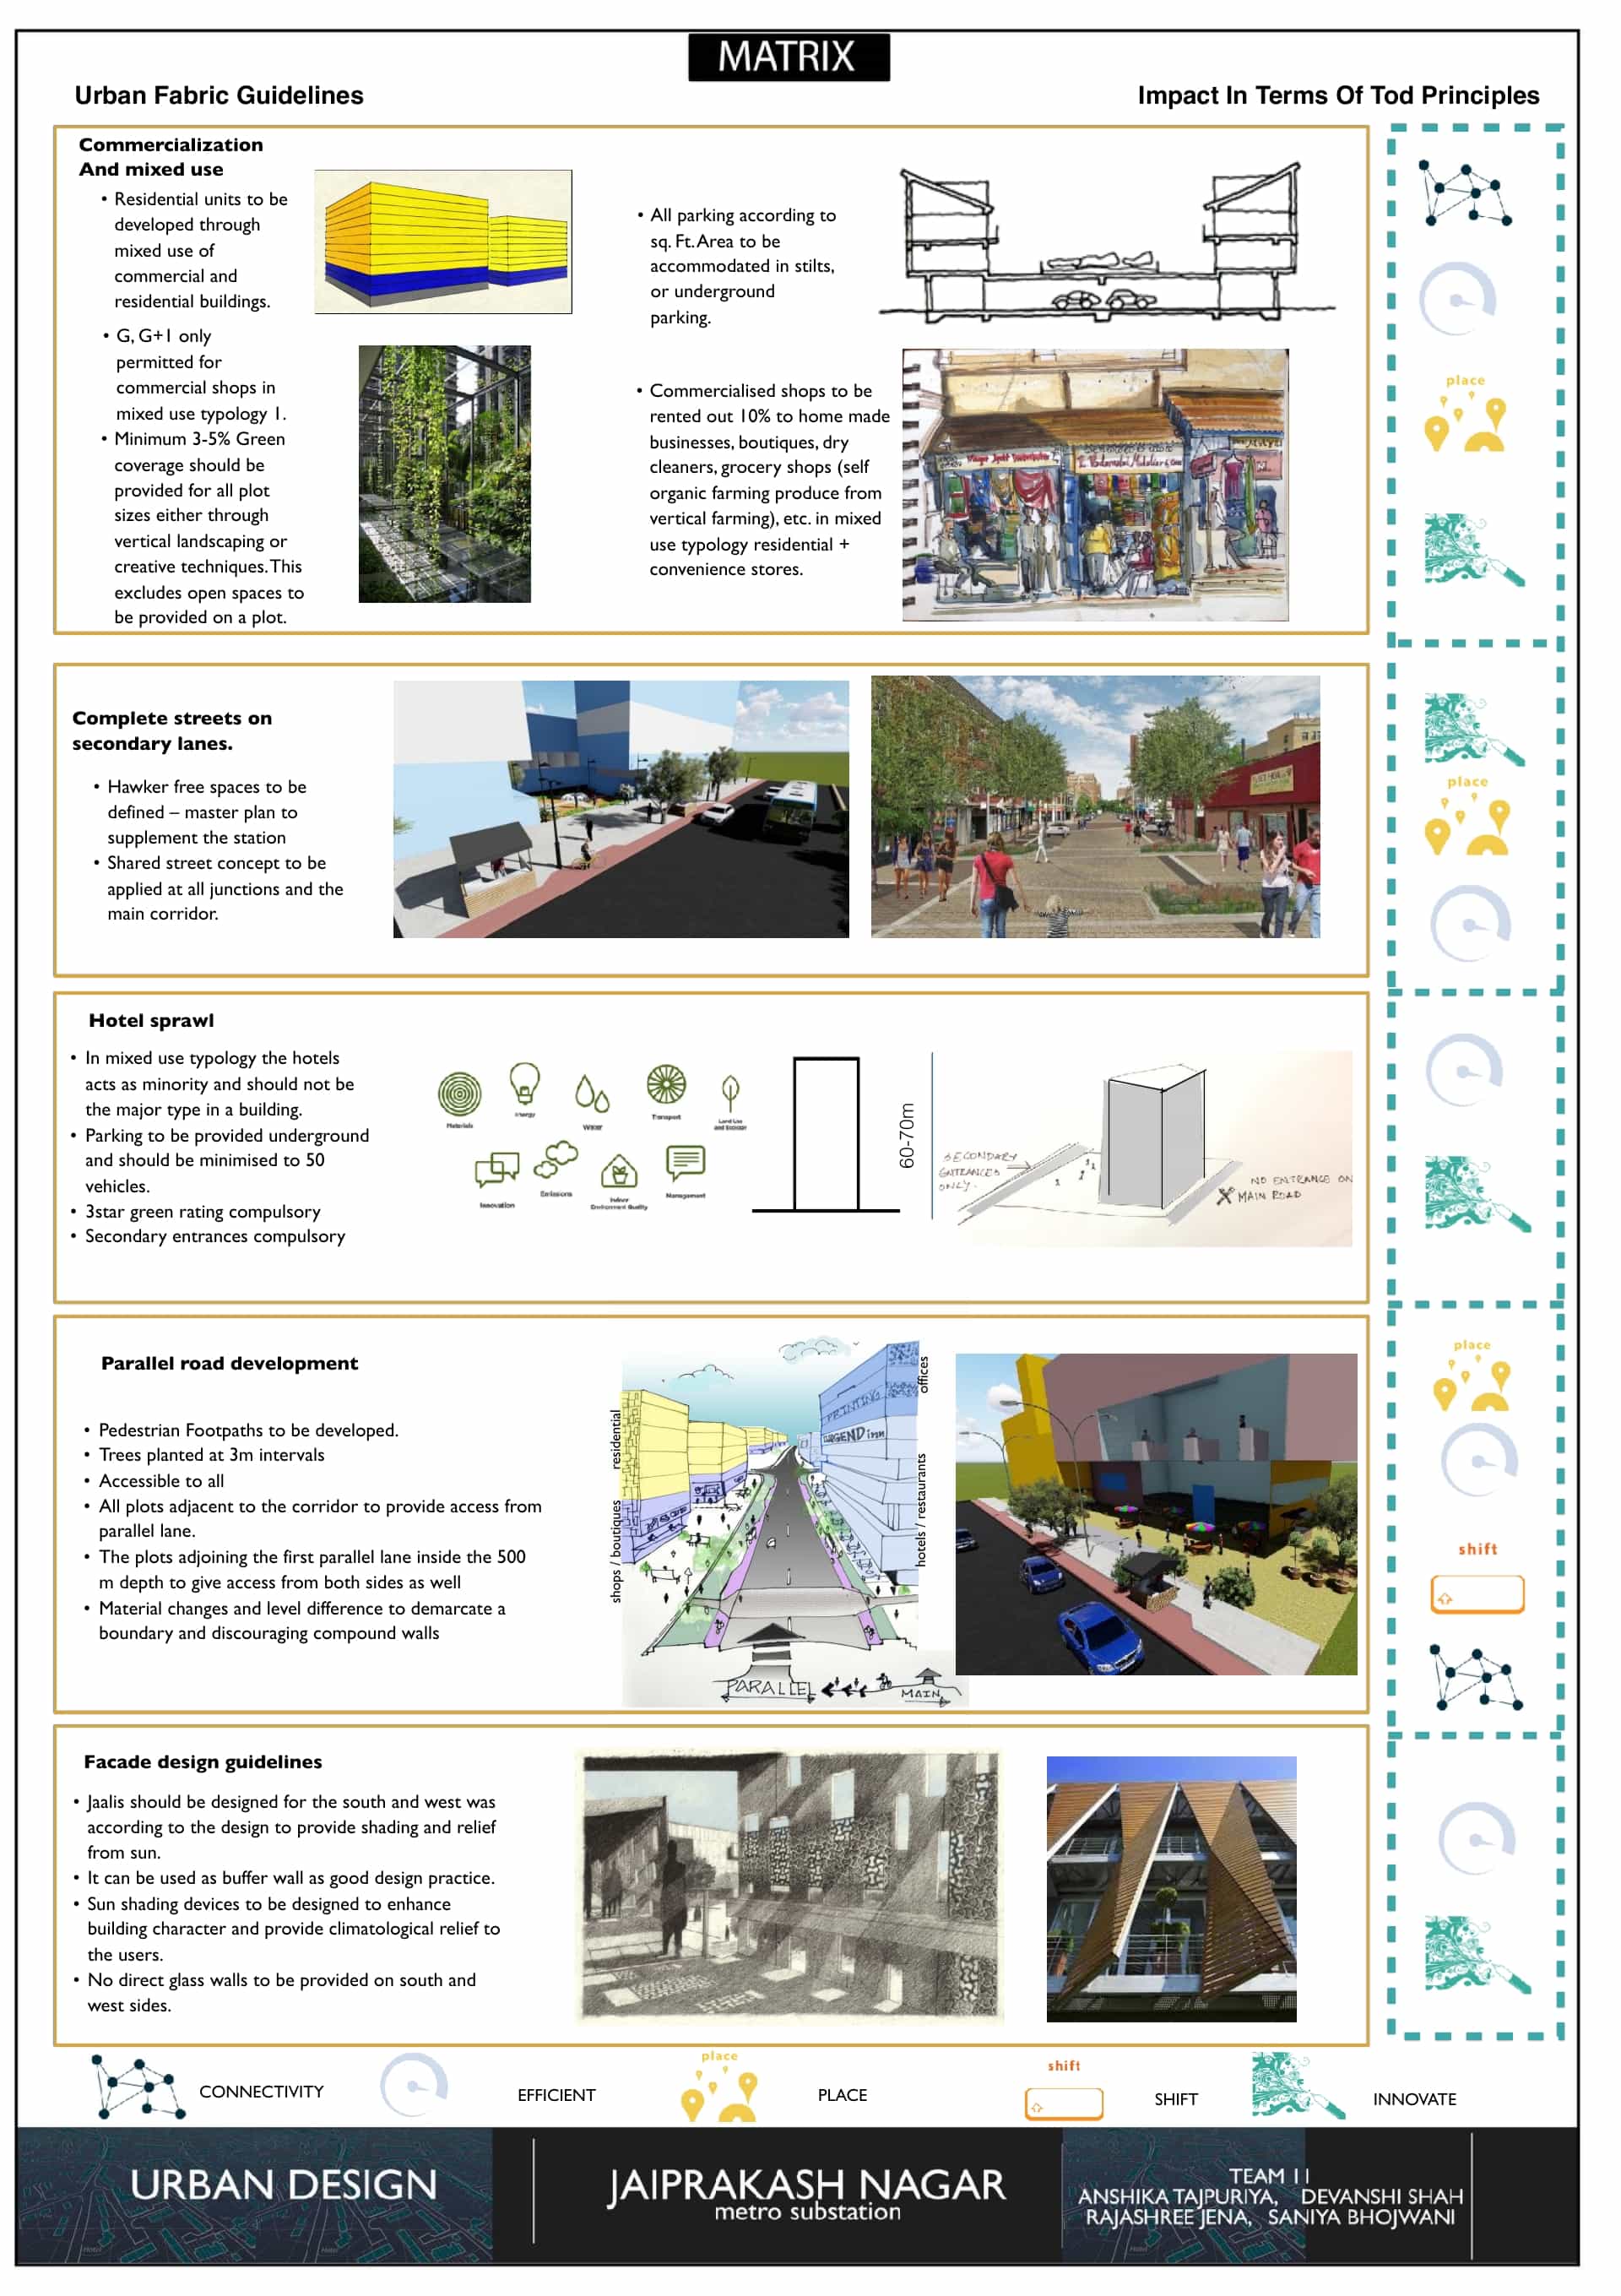 MATRIX
Urban Fabric Guidelines
Impact In Terms Of Tod Principles
Commercialization
And mixed use
• Residential units to be
developed through
mixed use of
commercial and
residential buildings.
• G, G+1 only
permitted for
commercial shops in
mixed use typology 1.
• Minimum 3-5% Green
coverage should be
provided for all plot
sizes either through
vertical landscaping or
creative techniques. This
excludes open spaces to
be provided on a plot.
• All parking according to
sq. Ft. Area to be
accommodated in stilts,
or underground
parking.
• Commercialised shops to be
rented out 10% to home made
businesses, boutiques, dry
cleaners, grocery shops (self
organic farming produce from
vertical farming), etc. in mixed
use typology residential +
convenience stores.
place
Complete streets on
secondary lanes.
• Hawker free spaces to be
defined – master plan to
supplement the station
• Shared street concept to be
applied at all junctions and the
main corridor.
place
Hotel sprawl
• In mixed use typology the hotels
acts as minority and should not be
the major type in a building.
• Parking to be provided underground
and should be minimised to 50
vehicles.
• 3star green rating compulsory
• Secondary entrances compulsory
Materials
Energy
Water
Transport
Land Use
and Ecology
Innovation
Emissions
Indoor
Environment Quality
Management
60-70m
SECONDARY
ENTRANCES
ONLY.
NO ENTRANCE ON
MAIN ROAD
Parallel road development
• Pedestrian Footpaths to be developed.
• Trees planted at 3m intervals
• Accessible to all
• All plots adjacent to the corridor to provide access from
parallel lane.
• The plots adjoining the first parallel lane inside the 500
m depth to give access from both sides as well
• Material changes and level difference to demarcate a
boundary and discouraging compound walls
residential
shops / boutiques
offices
hotels / restaurants
PRINTING
inn
PARALLEL
MAIN
place
shift
Facade design guidelines
• Jaalis should be designed for the south and west was
according to the design to provide shading and relief
from sun.
• It can be used as buffer wall as good design practice.
• Sun shading devices to be designed to enhance
building character and provide climatological relief to
the users.
• No direct glass walls to be provided on south and
west sides.
CONNECTIVITY
EFFICIENT
place
PLACE
shift
SHIFT
INNOVATE
URBAN DESIGN
JAIPRAKASH NAGAR
metro substation
TEAM 11
ANSHIKA TAJPURIYA, DEVANSHI SHAH
RAJASHREE JENA, SANIYA BHOJWANI